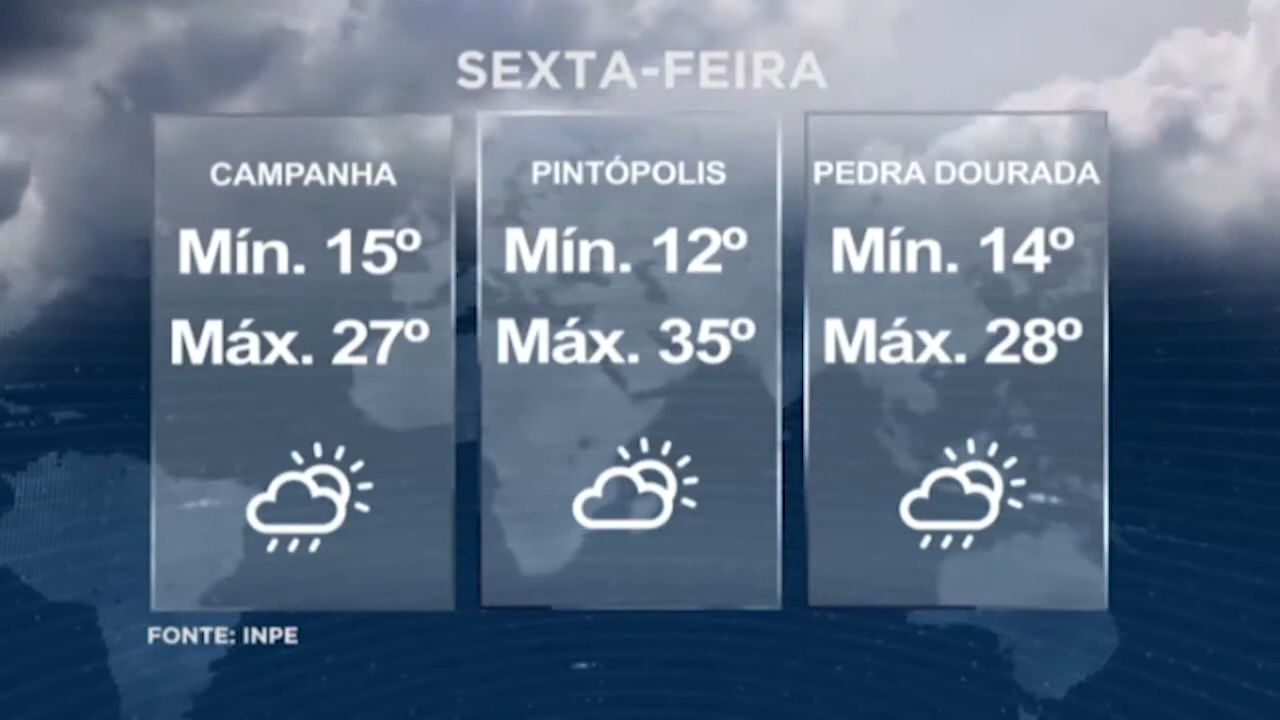 SEXTA-FEIRA
CAMPANHA
Mín. 15º
Máx. 27º
PINTÓPOLIS
Mín. 12º
Máx. 35º
PEDRA DOURADA
Mín. 14º
Máx. 28º
FONTE: INPE